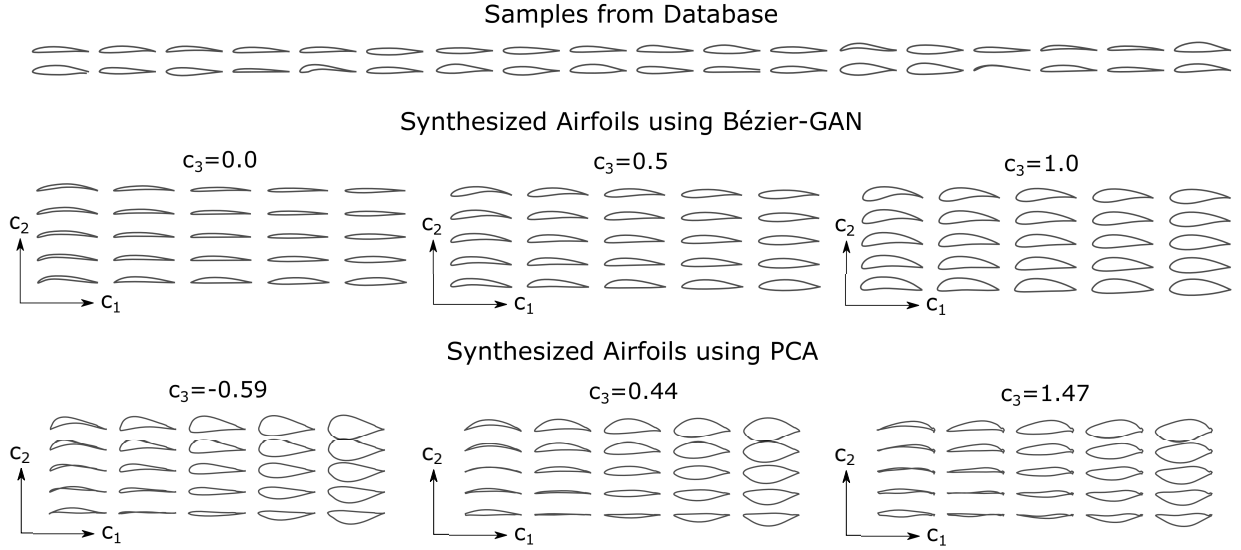 Samples from Database
Synthesized Airfoils using Bézier-GAN
c₃=0.0
c₃=0.5
c₃=1.0
c₂
c₁
c₂
c₁
c₂
c₁
Synthesized Airfoils using PCA
c₃=-0.59
c₃=0.44
c₃=1.47
c₂
c₁
c₂
c₁
c₂
c₁